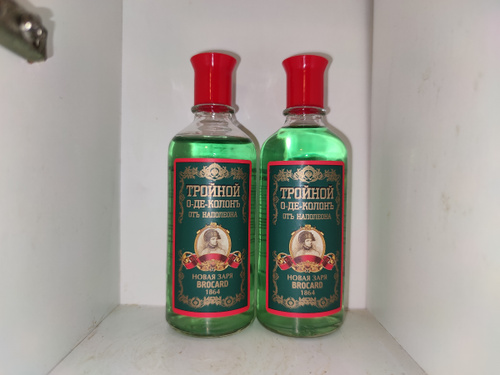 ТРОЙНОЙ
О-ДЕ-КОЛОНЪ
ОТЪ НАПОЛЕОНА
НОВАЯ ЗАРЯ
BROCARD
1864
ТРОЙНОЙ
О-ДЕ-КОЛОНЪ
ОТЪ НАПОЛЕОНА
НОВАЯ ЗАРЯ
BROCARD
1864